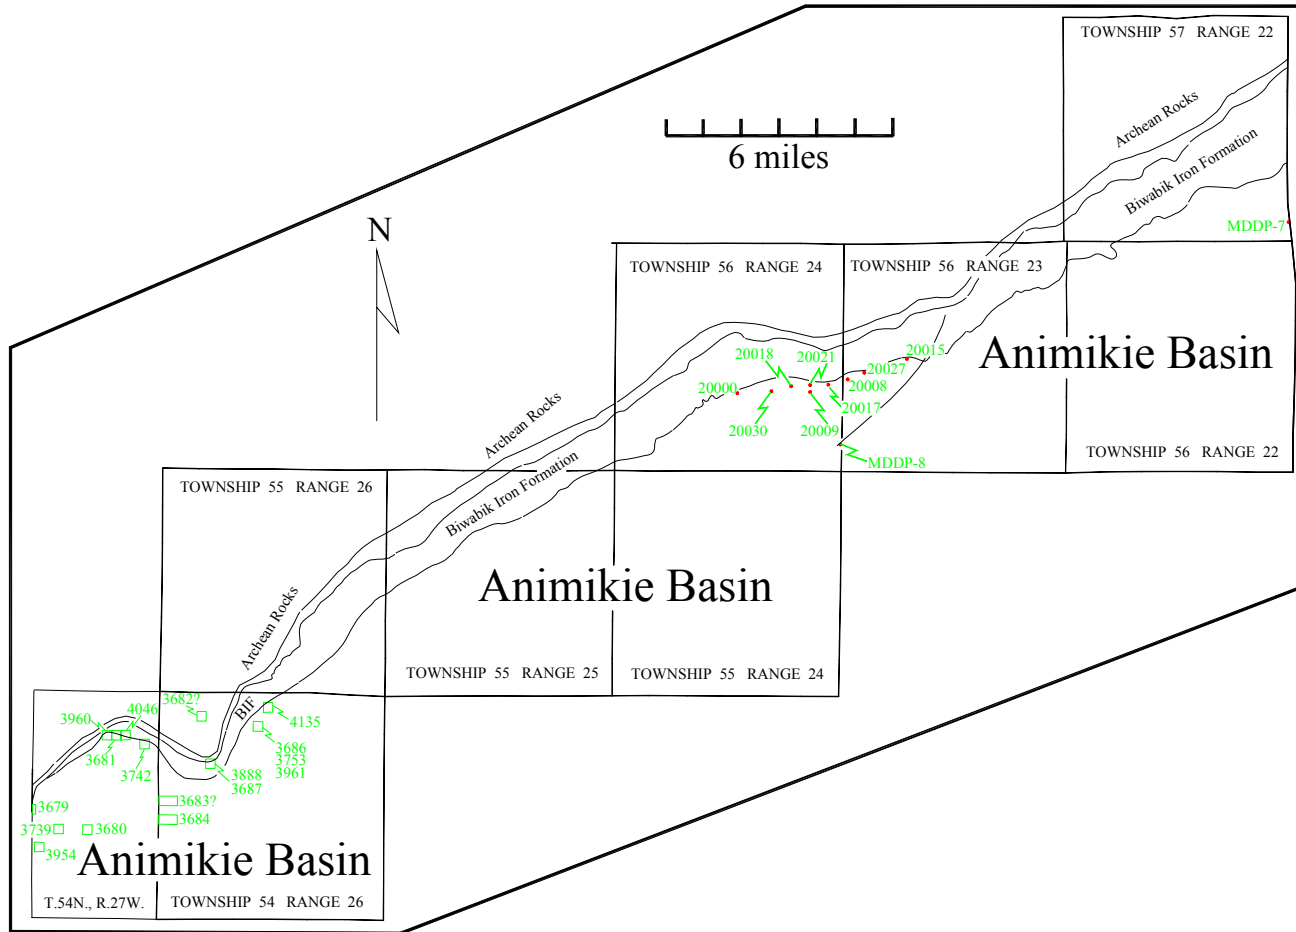 TOWNSHIP 57 RANGE 22
Archean Rocks
Biwabik Iron Formation
6 miles
MDDP-7
N
TOWNSHIP 56 RANGE 24
TOWNSHIP 56 RANGE 23
20018
20021
20015
Animikie Basin
20027
20000
20008
20017
20030
20009
MDDP-8
TOWNSHIP 56 RANGE 22
Archean Rocks
Biwabik Iron Formation
TOWNSHIP 55 RANGE 26
Animikie Basin
Archean Rocks
TOWNSHIP 55 RANGE 25
TOWNSHIP 55 RANGE 24
3682?
BIF
4046
3960
4135
3681
3686
3742
3753
3961
3888
3687
3683?
3679
3684
3739
3680
3954
Animikie Basin
T.54N., R.27W.
TOWNSHIP 54 RANGE 26